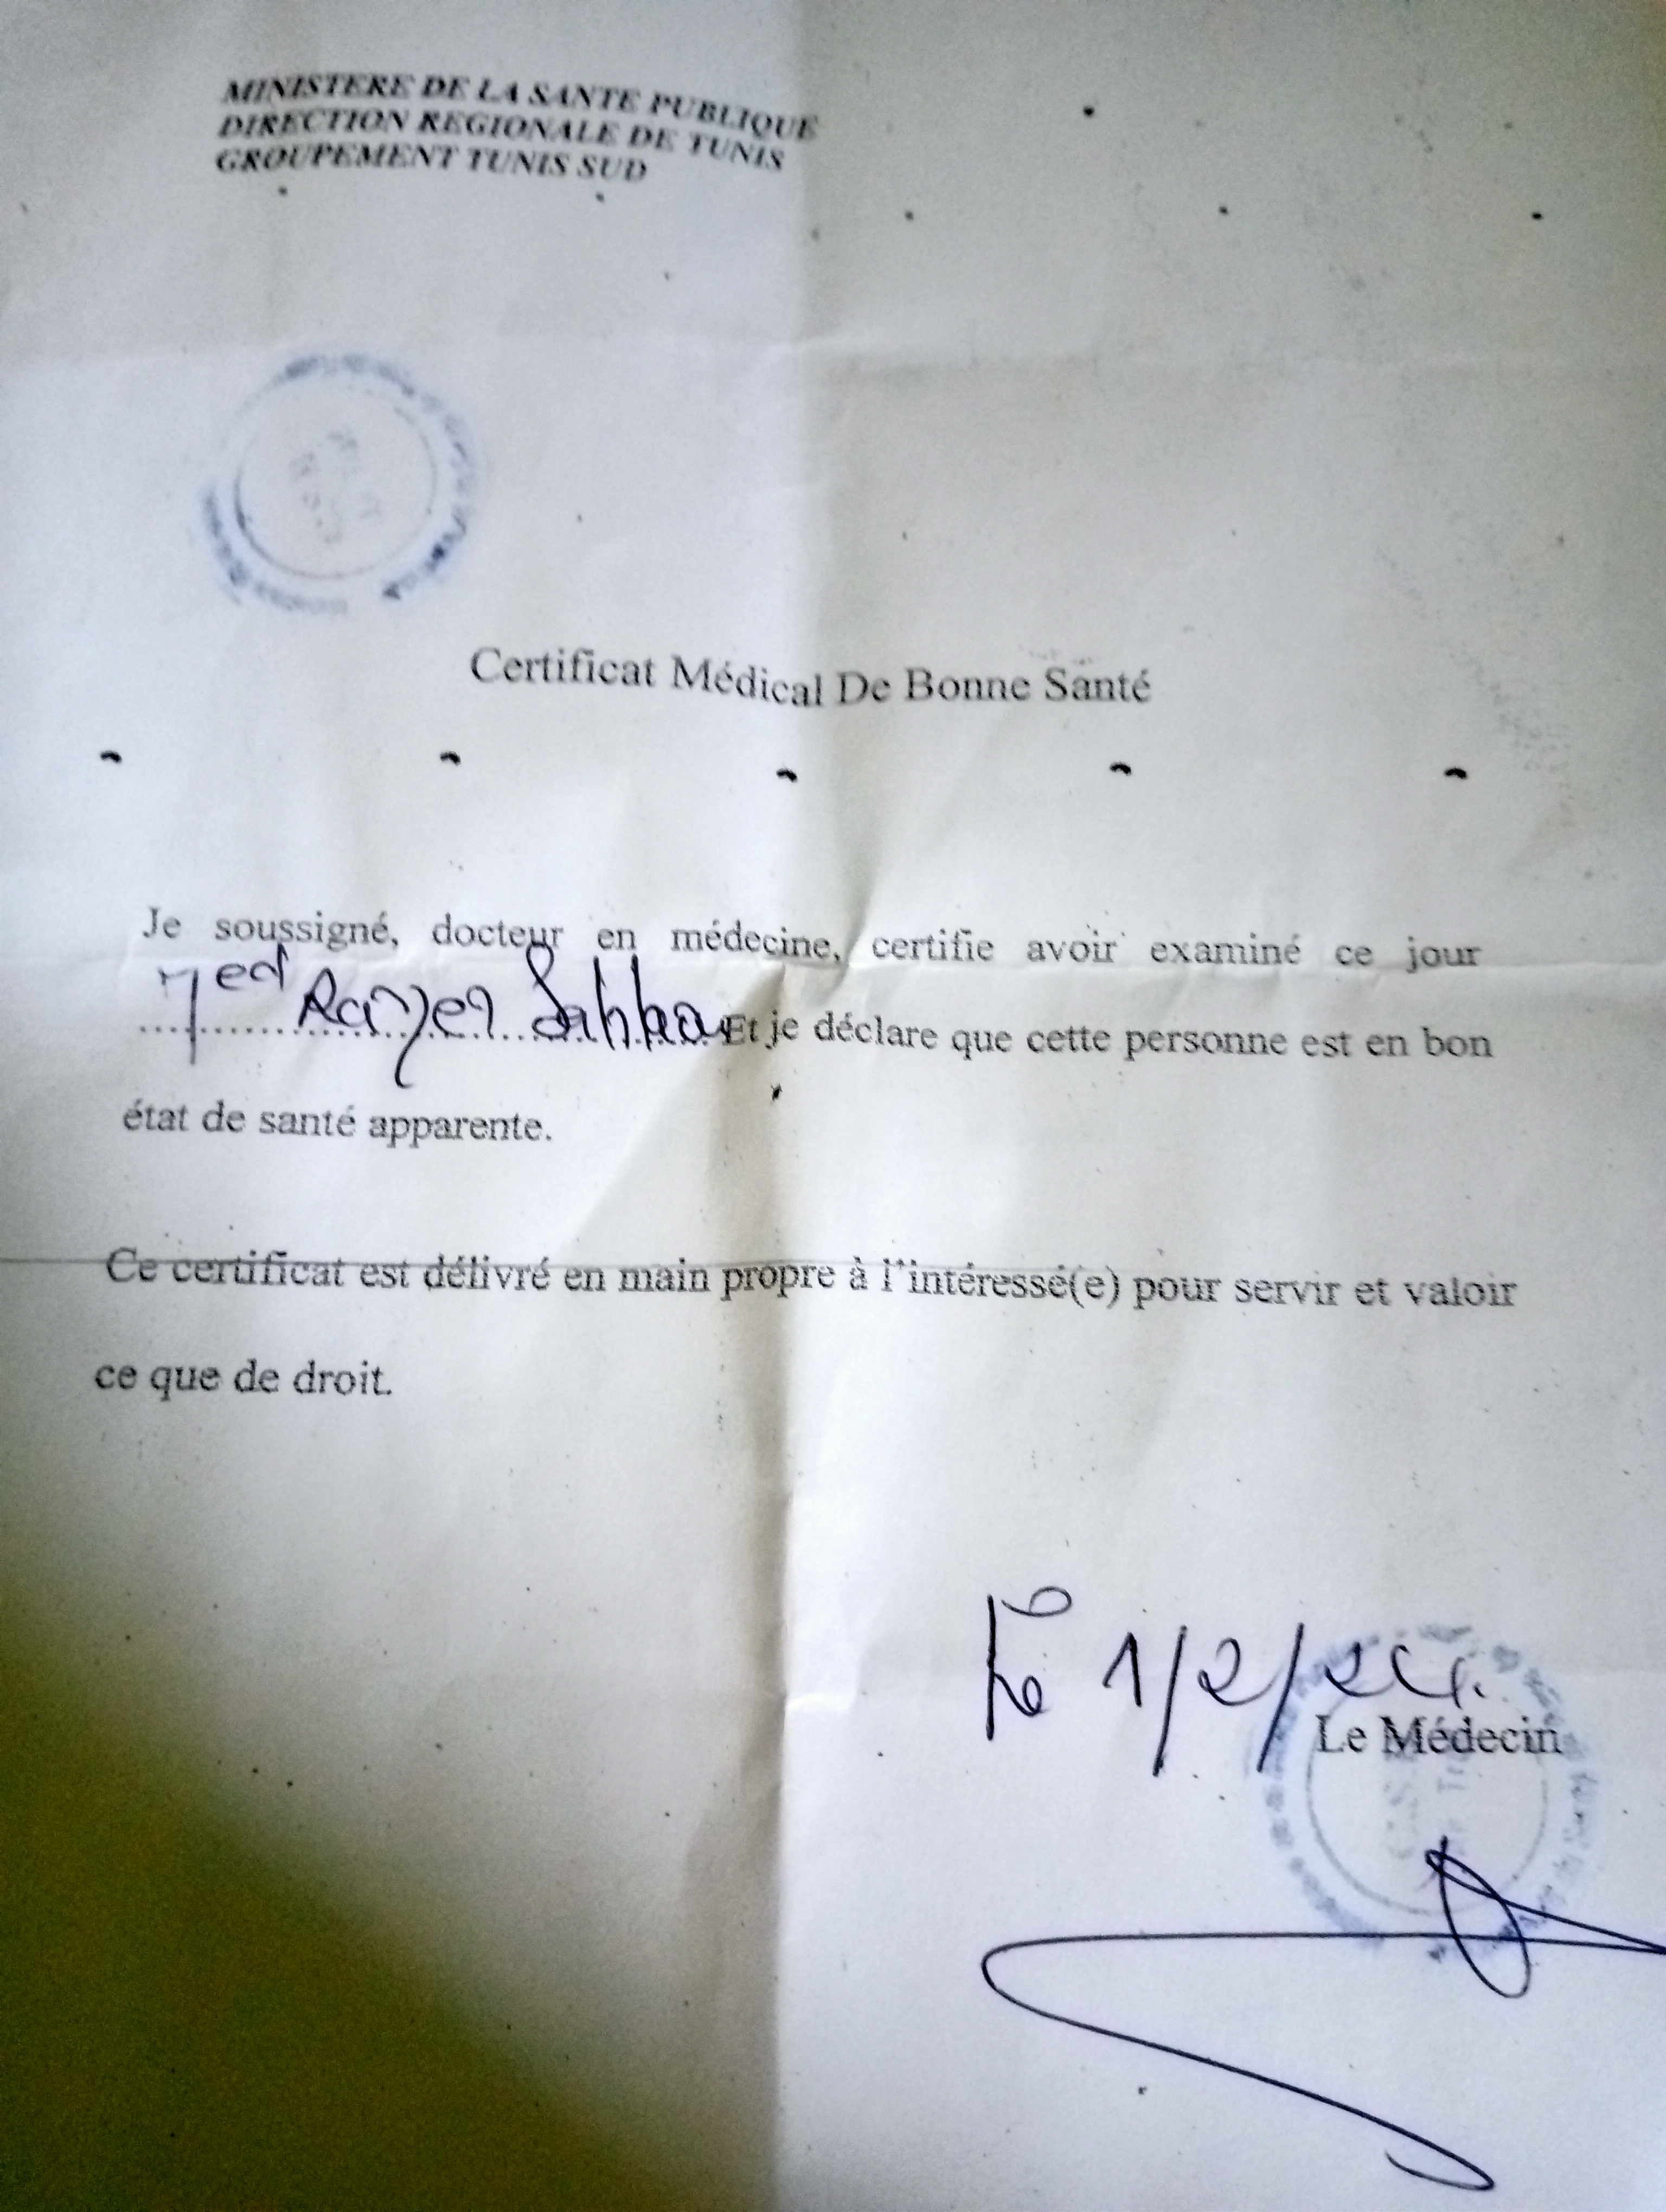 MINISTERE DE LA SANTE PUBLIQUE
DIRECTION REGIONALE DE TUNIS
GROUPEMENT TUNIS SUD
Certificat Médical De Bonne Santé
Je soussigné, docteur en médecine, certifie avoir examiné ce jour
Med Rayen Et je déclare que cette personne est en bon
état de santé apparente.
Ce certificat est délivré en main propre à l'intéressé(e) pour servir et valoir
ce que de droit.
Le 1/2/24
Le Médecin